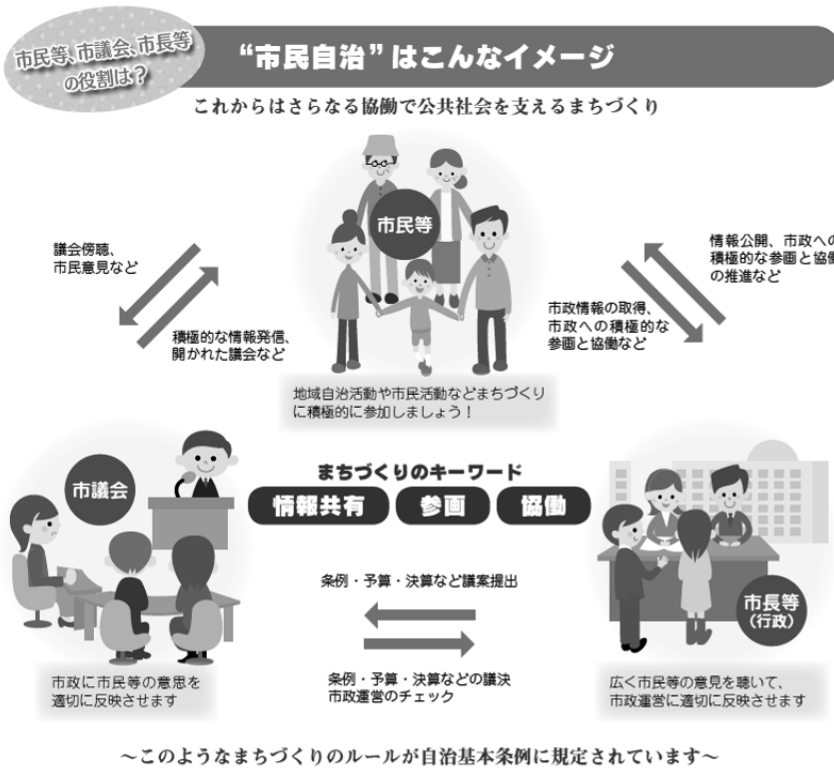 市民等、市議会、市長等
の役割は？
“市民自治”はこんなイメージ
これからはさらなる協働で公共社会を支えるまちづくり
市民等
議会傍聴、
市民意見など
積極的な情報発信、
開かれた議会など
情報公開、市政への
積極的な参画と協働
の推進など
市政情報の取得、
市政への積極的な
参画と協働など
地域自治活動や市民活動などまちづくり
に積極的に参加しましょう！
市議会
まちづくりのキーワード
情報共有
参画
協働
条例・予算・決算など議案提出
条例・予算・決算などの議決
市政運営のチェック
市長等
（行政）
市政に市民等の意思を
適切に反映させます
広く市民等の意見を聴いて、
市政運営に適切に反映させます
～このようなまちづくりのルールが自治基本条例に規定されています～